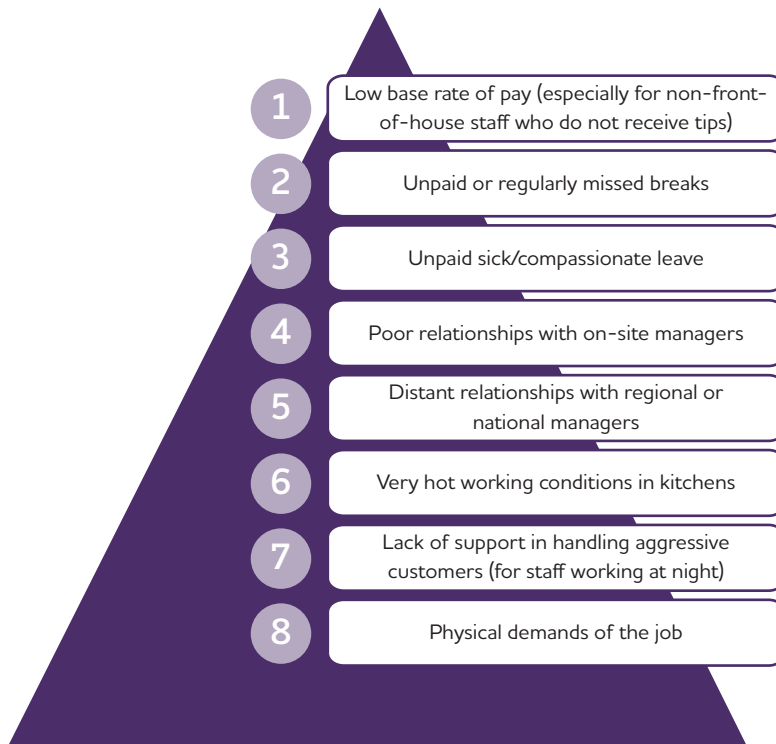 1
Low base rate of pay (especially for non-front-
of-house staff who do not receive tips)
2
Unpaid or regularly missed breaks
3
Unpaid sick/compassionate leave
4
Poor relationships with on-site managers
5
Distant relationships with regional or
national managers
6
Very hot working conditions in kitchens
7
Lack of support in handling aggressive
customers (for staff working at night)
8
Physical demands of the job